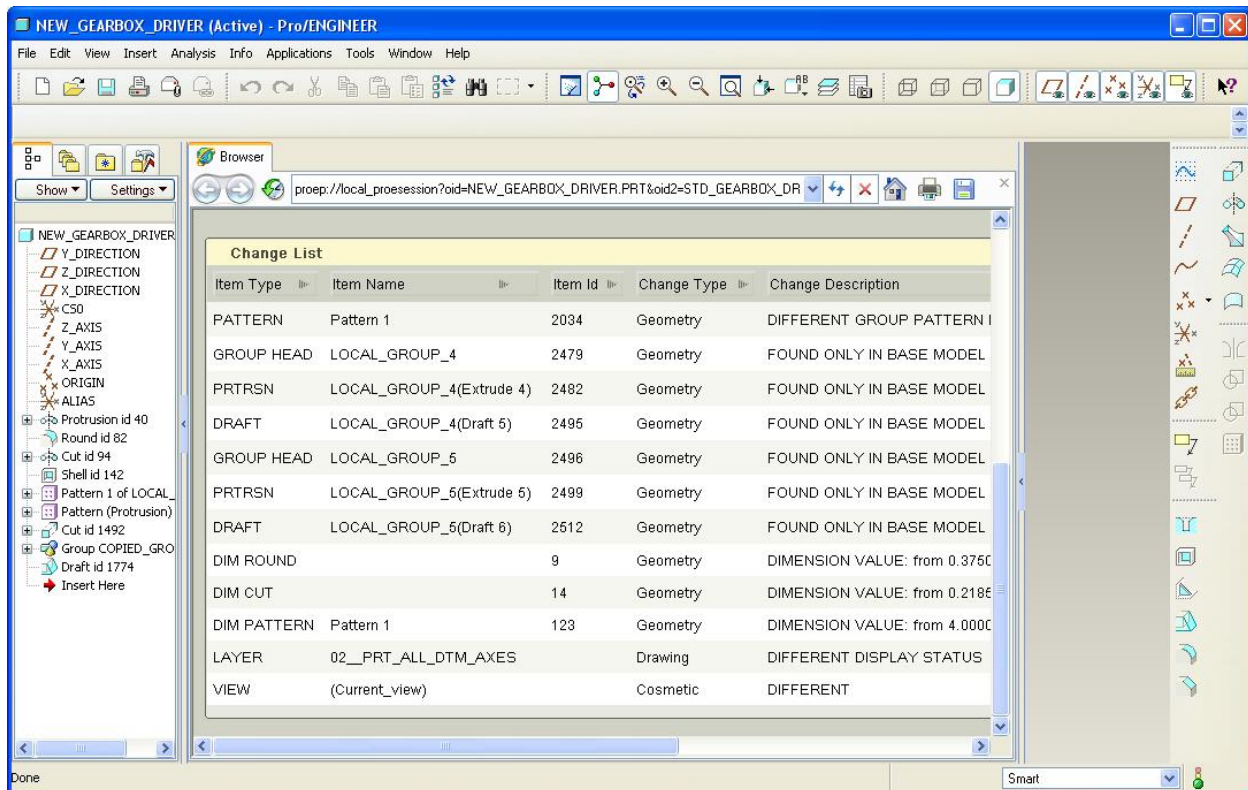 NEW_GEARBOX_DRIVER (Active) - Pro/ENGINEER
File Edit View Insert Analysis Info Applications Tools Window Help
Browser
Show Settings
proep://local_proesession?oid=NEW_GEARBOX_DRIVER.PRT&oid2=STD_GEARBOX_DR
NEW_GEARBOX_DRIVER
Y_DIRECTION
Z_DIRECTION
X_DIRECTION
CS0
Z_AXIS
Y_AXIS
X_AXIS
ORIGIN
ALIAS
Protrusion id 40
Round id 82
Cut id 94
Shell id 142
Pattern 1 of LOCAL_
Pattern (Protrusion)
Cut id 1492
Group COPIED_GRO
Draft id 1774
Insert Here
Change List
Item Type Item Name Item Id Change Type Change Description
PATTERN Pattern 1 2034 Geometry DIFFERENT GROUP PATTERN
GROUP HEAD LOCAL_GROUP_4 2479 Geometry FOUND ONLY IN BASE MODEL
PRTRSN LOCAL_GROUP_4(Extrude 4) 2482 Geometry FOUND ONLY IN BASE MODEL
DRAFT LOCAL_GROUP_4(Draft 5) 2495 Geometry FOUND ONLY IN BASE MODEL
GROUP HEAD LOCAL_GROUP_5 2496 Geometry FOUND ONLY IN BASE MODEL
PRTRSN LOCAL_GROUP_5(Extrude 5) 2499 Geometry FOUND ONLY IN BASE MODEL
DRAFT LOCAL_GROUP_5(Draft 6) 2512 Geometry FOUND ONLY IN BASE MODEL
DIM ROUND 9 Geometry DIMENSION VALUE: from 0.3750
DIM CUT 14 Geometry DIMENSION VALUE: from 0.218
DIM PATTERN Pattern 1 123 Geometry DIMENSION VALUE: from 4.0000
LAYER 02__PRT_ALL_DTM_AXES Drawing DIFFERENT DISPLAY STATUS
VIEW (Current_view) Cosmetic DIFFERENT
Done Smart